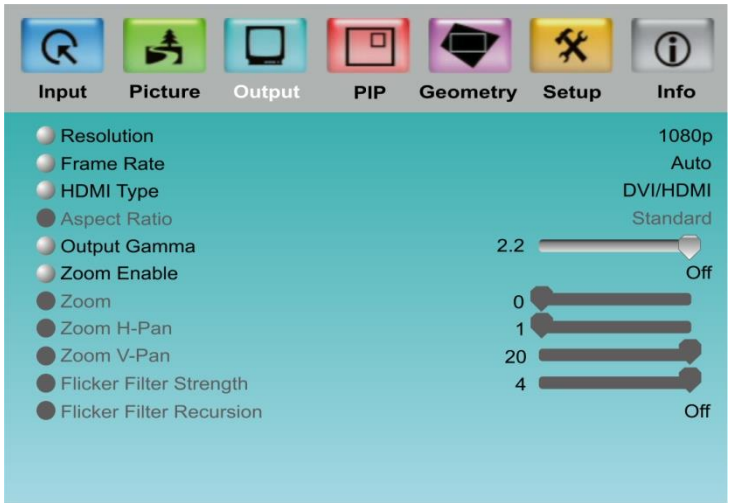 Input Picture Output PIP Geometry Setup Info
Resolution 1080p
Frame Rate Auto
HDMI Type DVI/HDMI
Aspect Ratio Standard
Output Gamma 2.2
Zoom Enable Off
Zoom 0
Zoom H-Pan 1
Zoom V-Pan 20
Flicker Filter Strength 4
Flicker Filter Recursion Off